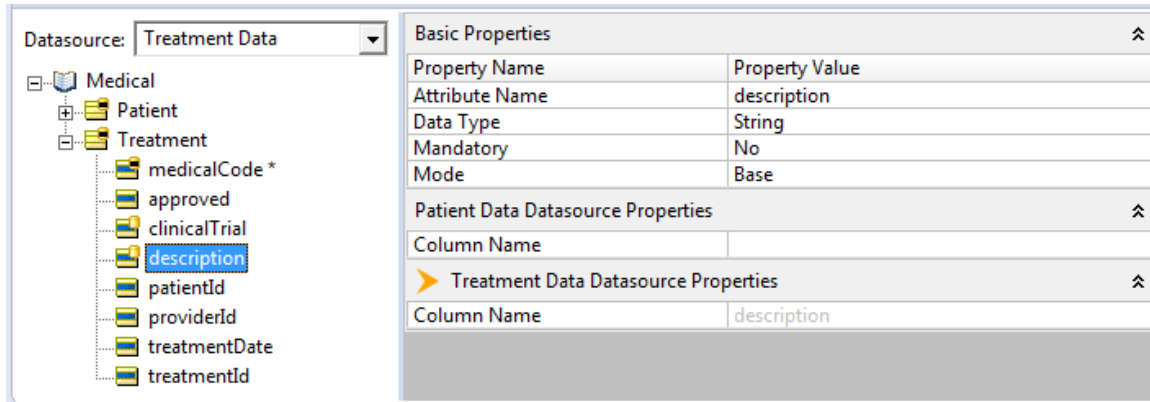 Datasource: Treatment Data
Medical
Patient
Treatment
medicalCode *
approved
clinicalTrial
description
patientId
providerId
treatmentDate
treatmentId
Basic Properties
Property Name Property Value
Attribute Name description
Data Type String
Mandatory No
Mode Base
Patient Data Datasource Properties
Column Name
Treatment Data Datasource Properties
Column Name description